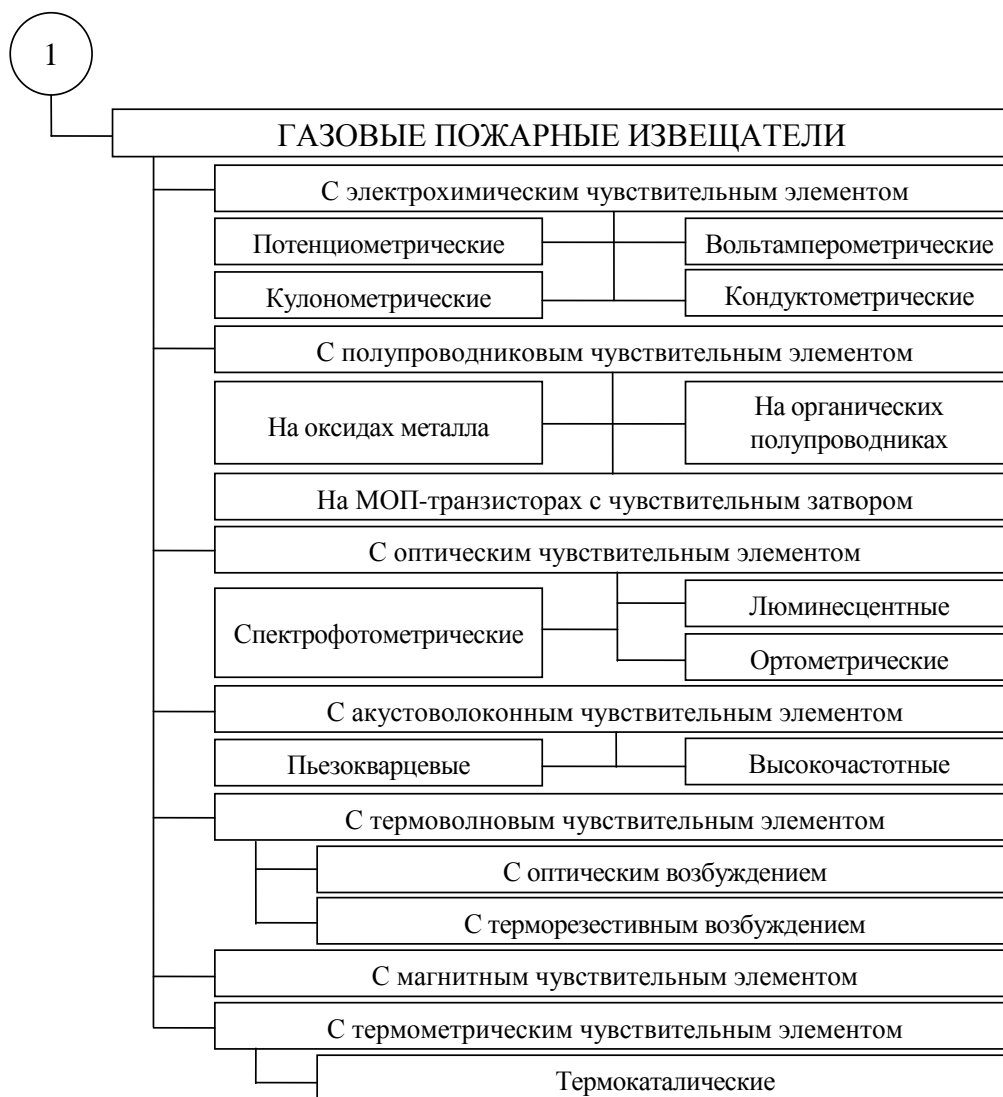 1
ГАЗОВЫЕ ПОЖАРНЫЕ ИЗВЕЩАТЕЛИ
С электрохимическим чувствительным элементом
Потенциометрические
Вольтамперометрические
Кулонометрические
Кондуктометрические
С полупроводниковым чувствительным элементом
На оксидах металла
На органических
полупроводниках
На МОП-транзисторах с чувствительным затвором
С оптическим чувствительным элементом
Спектрофотометрические
Люминесцентные
Ортометрические
С акустоволоконным чувствительным элементом
Пьезокварцевые
Высокочастотные
С термоволновым чувствительным элементом
С оптическим возбуждением
С терморезестивным возбуждением
С магнитным чувствительным элементом
С термометрическим чувствительным элементом
Термокаталические